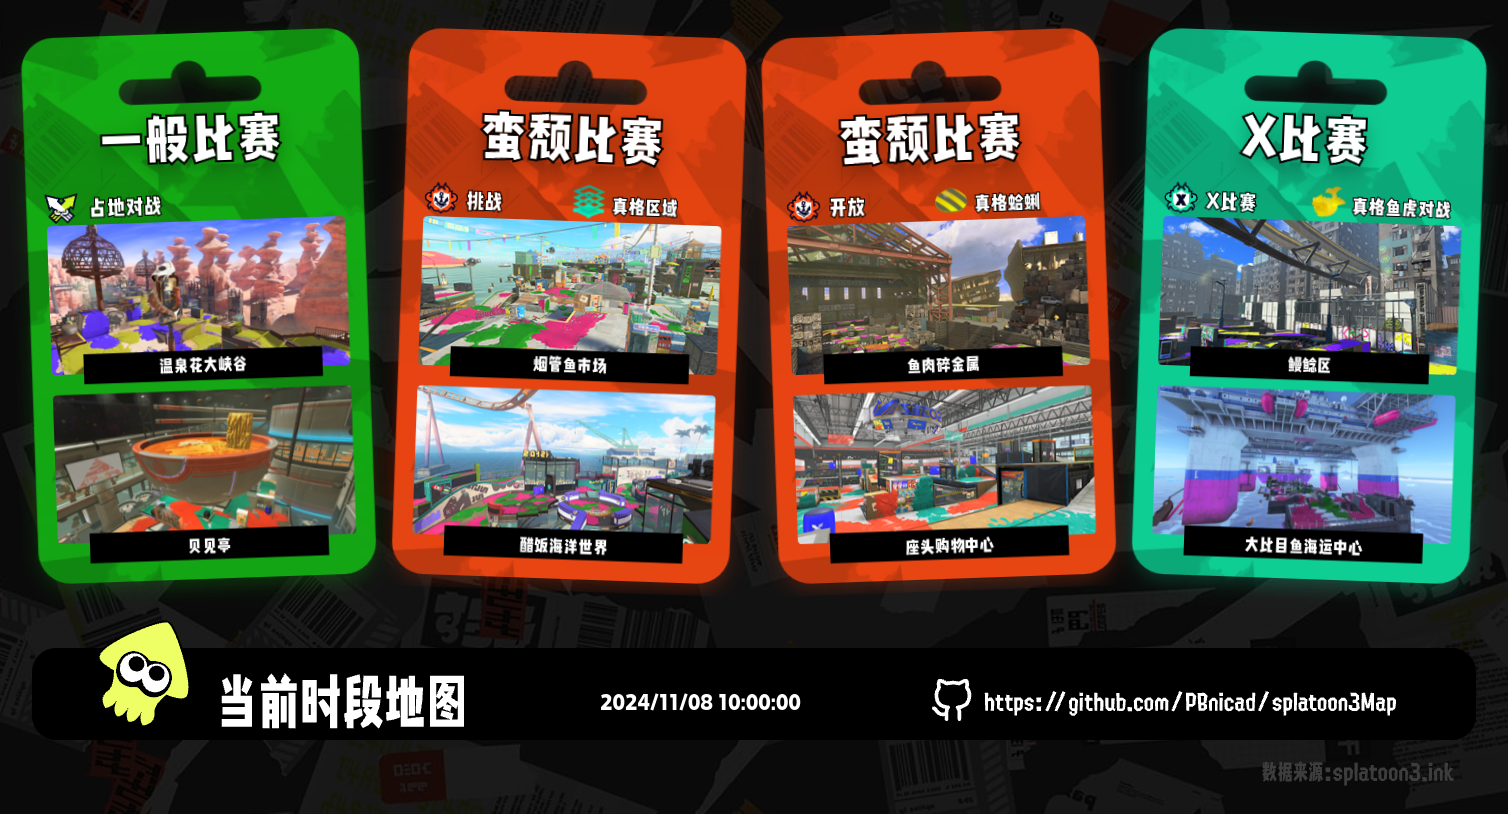 一般比赛
占地对战
温泉花大峡谷
贝贝亭
蛮颓比赛
挑战
真格区域
烟管鱼市场
醋饭海洋世界
蛮颓比赛
开放
真格蛤蜊
鱼肉碎金属
座头购物中心
X比赛
X比赛
真格鱼虎对战
鳗鲶区
大比目鱼海运中心
当前时段地图
2024/11/08 10:00:00
https://github.com/PBnicad/splatoon3Map
数据来源:splatoon3.ink